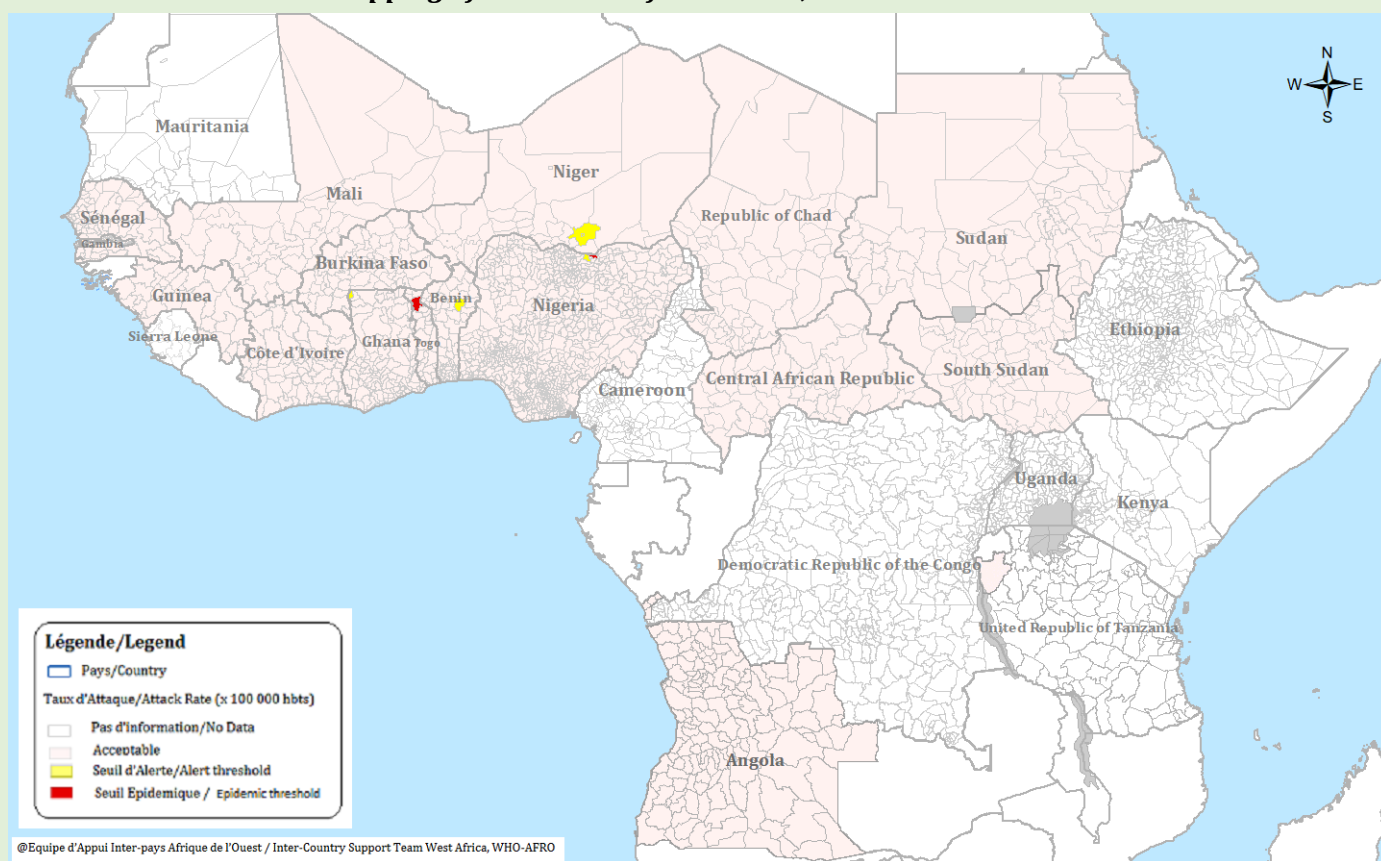 N
W E
S
Mauritania
Mali
Niger
Sénégal
Gambia
Republic of Chad
Sudan
Burkina Faso
Guinea
Benin
Nigeria
Sierra Leone
Côte d'Ivoire
Ghana
Togo
Ethiopia
Cameroon
Central African Republic
South Sudan
Uganda
Kenya
Democratic Republic of the Congo
United Republic of Tanzania
Angola
Légende/Legend
Pays/Country
Taux d'Attaque/Attack Rate (x 100 000 hbts)
Pas d'information/No Data
Acceptable
Seuil d'Alerte/Alert threshold
Seuil Epidemique / Epidemic threshold
@Equipe d'Appui Inter-pays Afrique de l'Ouest / Inter-Country Support Team West Africa, WHO-AFRO